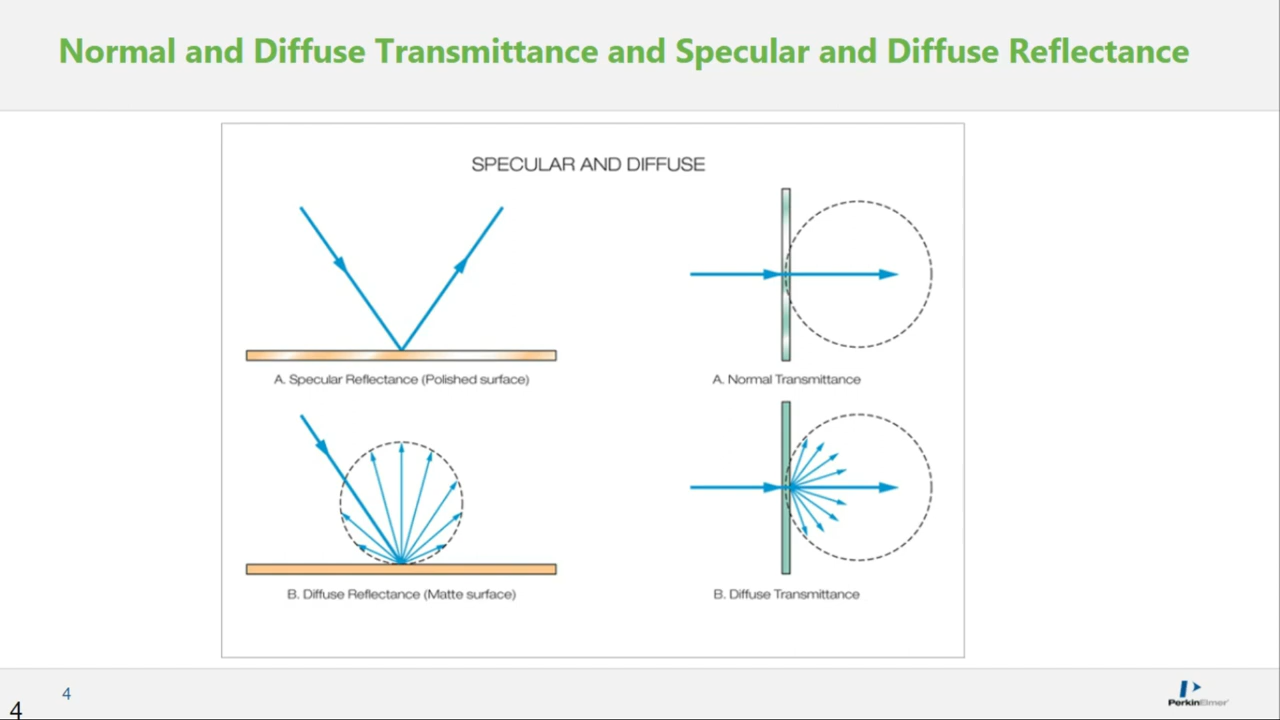 Normal and Diffuse Transmittance and Specular and Diffuse Reflectance
SPECULAR AND DIFFUSE
A. Specular Reflectance (Polished surface)
A. Normal Transmittance
B. Diffuse Reflectance (Matte surface)
B. Diffuse Transmittance
4
4
PerkinElmer